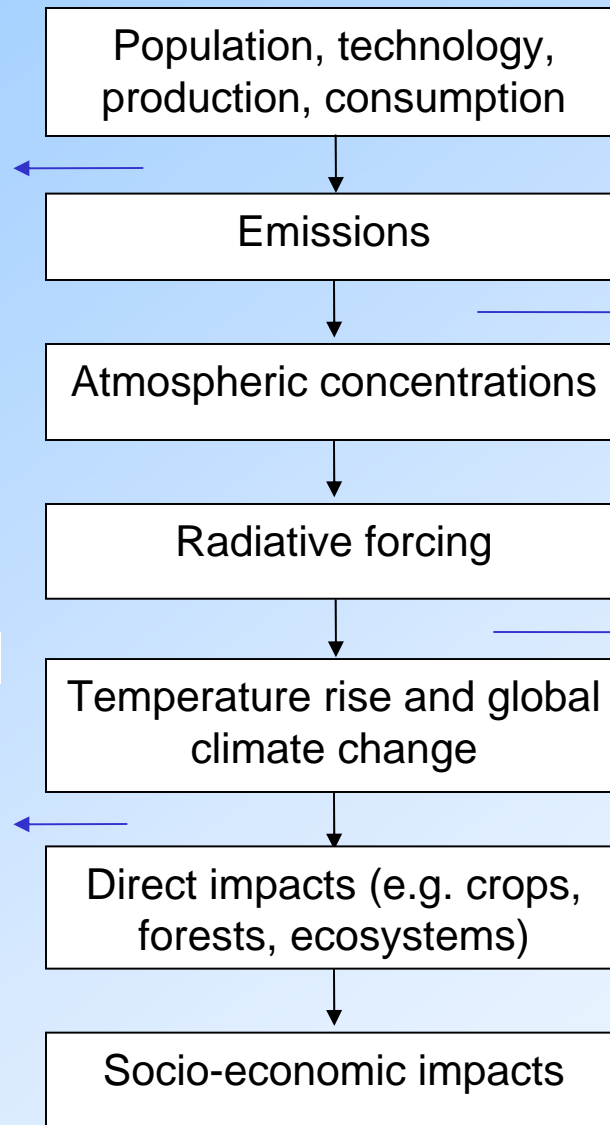 Population, technology,
production, consumption
Emissions
Atmospheric concentrations
Radiative forcing
Temperature rise and global
climate change
Direct impacts (e.g. crops,
forests, ecosystems)
Socio-economic impacts